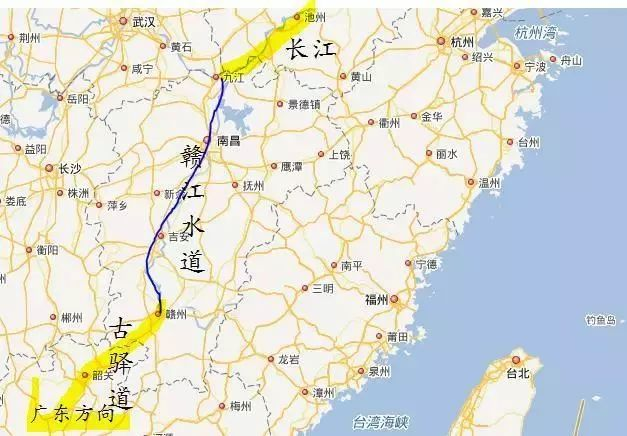 池州
嘉兴
武汉
荆州
长江
杭州
杭州湾
黄石
绍兴
舟山
咸宁
九江
宁波
黄山
岳阳
景德镇
金华
衢州
台州
南昌
益阳
上饶
丽水
长沙
鹰潭
温州
赣江水道
抚州
株洲
娄底
萍乡
吉安
衡阳
南平
宁德
三明
福州
赣州
郴州
钓鱼岛
古驿道
莆田
龙岩
台北
韶关
泉州
漳州
广东方向
梅州
台湾海峡